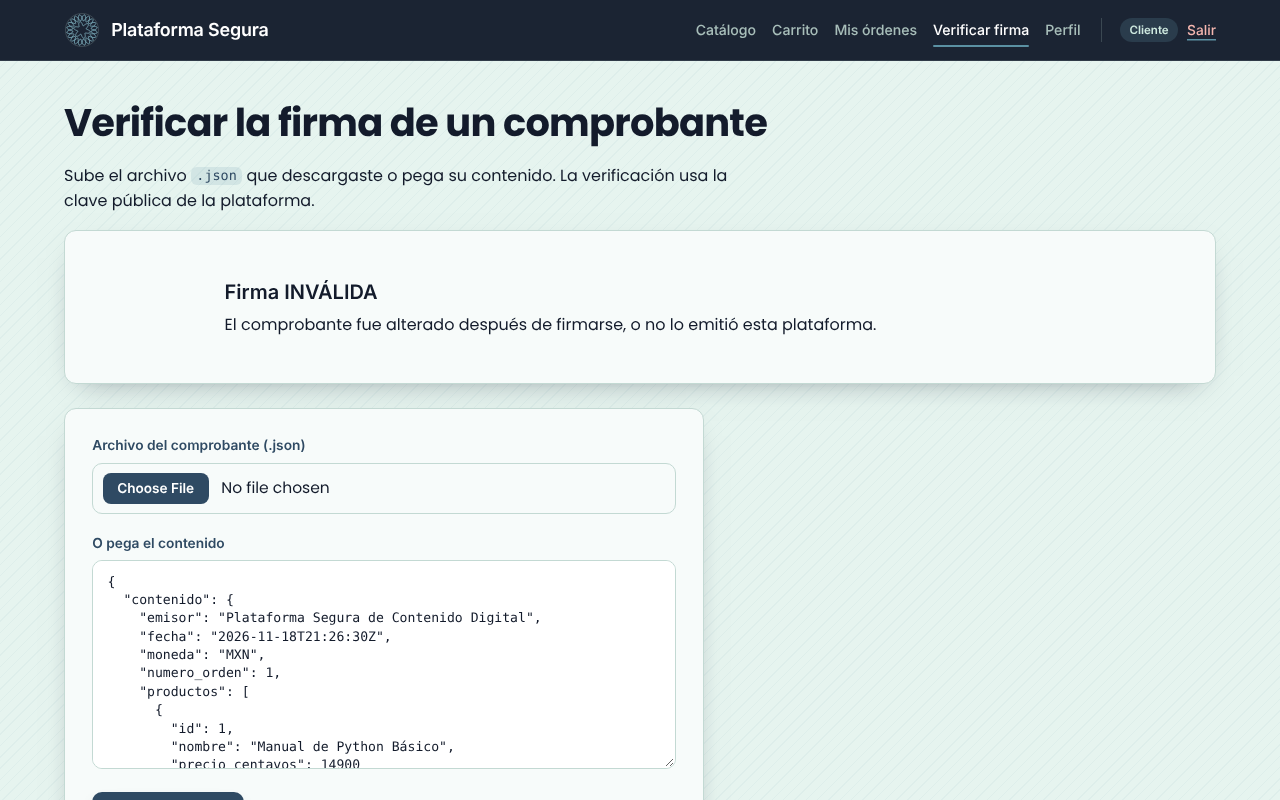 Plataforma Segura
Catálogo Carrito Mis órdenes Verificar firma Perfil Cliente Salir
Verificar la firma de un comprobante
Sube el archivo .json que descargaste o pega su contenido. La verificación usa la
clave pública de la plataforma.
Firma INVÁLIDA
El comprobante fue alterado después de firmarse, o no lo emitió esta plataforma.
Archivo del comprobante (.json)
Choose File No file chosen
O pega el contenido
{
"contenido": {
"emisor": "Plataforma Segura de Contenido Digital",
"fecha": "2026-11-18T21:26:30Z",
"moneda": "MXN",
"numero_orden": 1,
"productos": [
{
"id": 1,
"nombre": "Manual de Python Básico",
"precio_centavos": 14900